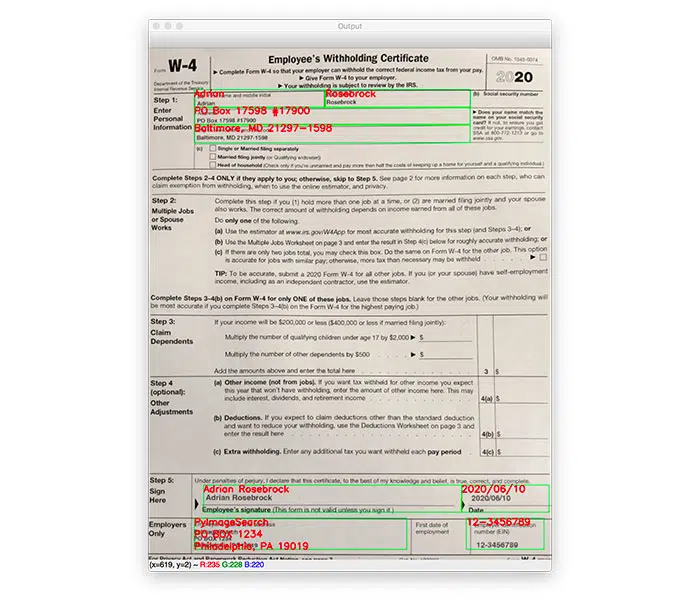 Output
Form W-4
Department of the Treasury
Internal Revenue Service
Employee's Withholding Certificate
▶ Complete Form W-4 so that your employer can withhold the correct federal income tax from your pay.
▶ Give Form W-4 to your employer.
▶ Your withholding is subject to review by the IRS.
OMB No. 1545-0074
2020
Step 1:
Enter
Personal
Information
Adrian
name and middle initial
Adrian
Rosebrock
Rosebrock
(b) Social security number
PO Box 17598 #17900
PO Box 17598 #17900
Baltimore, MD 21297-1598
Baltimore, MD 21297-1598
▶ Does your name match the
name on your social security
card? If not, to ensure you get
credit for your earnings, contact
SSA at 800-772-1213 or go to
www.ssa.gov.
(c) Single or Married filing separately
Married filing jointly (or Qualifying widow(er))
Head of household (Check only if you're unmarried and pay more than half the costs of keeping up a home for yourself and a qualifying individual.)
Complete Steps 2–4 ONLY if they apply to you; otherwise, skip to Step 5. See page 2 for more information on each step, who can
claim exemption from withholding, when to use the online estimator, and privacy.
Step 2:
Multiple Jobs
or Spouse
Works
Complete this step if you (1) hold more than one job at a time, or (2) are married filing jointly and your spouse
also works. The correct amount of withholding depends on income earned from all of these jobs.
Do only one of the following.
(a) Use the estimator at www.irs.gov/W4App for most accurate withholding for this step (and Steps 3–4); or
(b) Use the Multiple Jobs Worksheet on page 3 and enter the result in Step 4(c) below for roughly accurate withholding; or
(c) If there are only two jobs total, you may check this box. Do the same on Form W-4 for the other job. This option
is accurate for jobs with similar pay; otherwise, more tax than necessary may be withheld . . . . . ▶
TIP: To be accurate, submit a 2020 Form W-4 for all other jobs. If you (or your spouse) have self-employment
income, including as an independent contractor, use the estimator.
Complete Steps 3–4(b) on Form W-4 for only ONE of these jobs. Leave those steps blank for the other jobs. (Your withholding will
be most accurate if you complete Steps 3–4(b) on the Form W-4 for the highest paying job.)
Step 3:
Claim
Dependents
If your income will be $200,000 or less ($400,000 or less if married filing jointly):
Multiply the number of qualifying children under age 17 by $2,000 ▶ $
Multiply the number of other dependents by $500 . . . . ▶ $
Add the amounts above and enter the total here . . . . . . . . . 3 $
Step 4
(optional):
Other
Adjustments
(a) Other income (not from jobs). If you want tax withheld for other income you expect
this year that won't have withholding, enter the amount of other income here. This may
include interest, dividends, and retirement income . . . . . . . . 4(a) $
(b) Deductions. If you expect to claim deductions other than the standard deduction
and want to reduce your withholding, use the Deductions Worksheet on page 3 and
enter the result here . . . . . . . . . . . . . 4(b) $
(c) Extra withholding. Enter any additional tax you want withheld each pay period . 4(c) $
Step 5:
Sign
Here
Under penalties of perjury, I declare that this certificate, to the best of my knowledge and belief, is true, correct, and complete.
Adrian Rosebrock
Adrian Rosebrock
2020/06/10
2020/06/10
Employee's signature (This form is not valid unless you sign it.)
Date
Employers
Only
PyImageSearch
PO BOX 1234
PO BOX 1234
Philadelphia, PA 19019
First date of
employment
12-3456789
number (EIN)
12-3456789
(x=619, y=2) ~ R:235 G:228 B:220